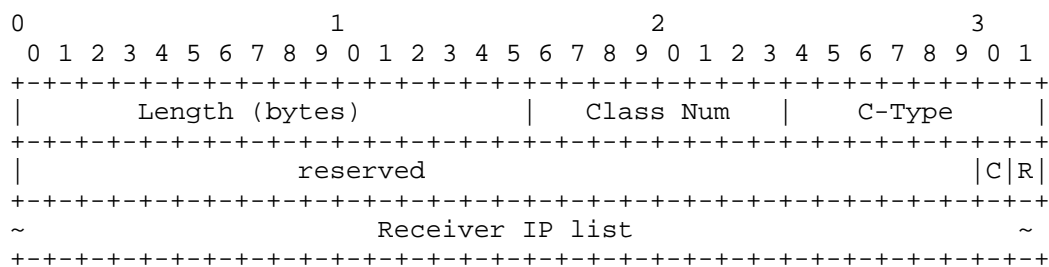 0                   1                   2                   3
 0 1 2 3 4 5 6 7 8 9 0 1 2 3 4 5 6 7 8 9 0 1 2 3 4 5 6 7 8 9 0 1
+-+-+-+-+-+-+-+-+-+-+-+-+-+-+-+-+-+-+-+-+-+-+-+-+-+-+-+-+-+-+-+-+
|       Length (bytes)          |   Class Num   |    C-Type     |
+-+-+-+-+-+-+-+-+-+-+-+-+-+-+-+-+-+-+-+-+-+-+-+-+-+-+-+-+-+-+-+-+
|                 reserved                                  |C|R|
+-+-+-+-+-+-+-+-+-+-+-+-+-+-+-+-+-+-+-+-+-+-+-+-+-+-+-+-+-+-+-+-+
~                      Receiver IP list                        ~
+-+-+-+-+-+-+-+-+-+-+-+-+-+-+-+-+-+-+-+-+-+-+-+-+-+-+-+-+-+-+-+-+